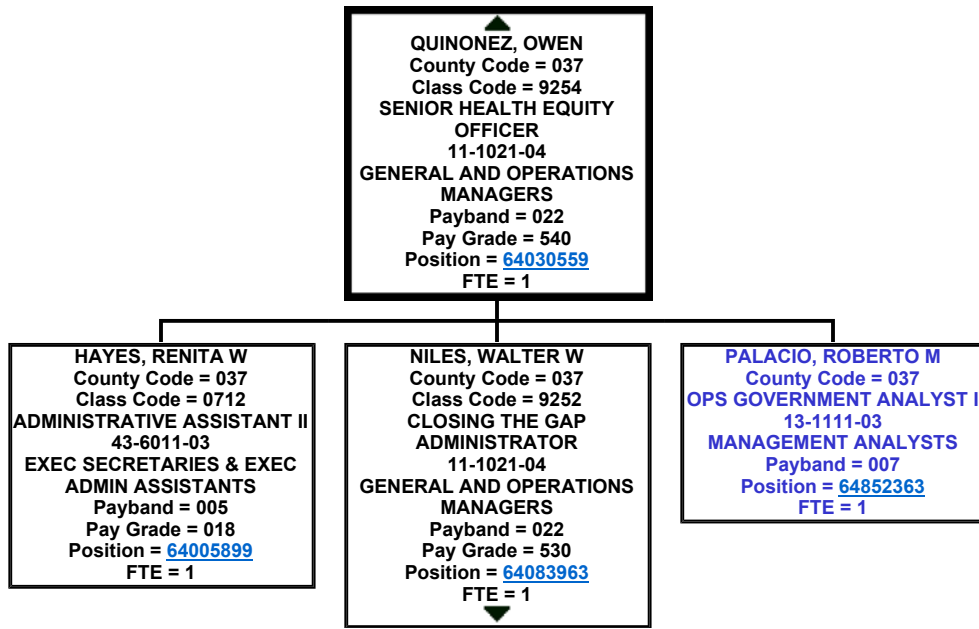 QUINONEZ, OWEN
County Code = 037
Class Code = 9254
SENIOR HEALTH EQUITY
OFFICER
11-1021-04
GENERAL AND OPERATIONS
MANAGERS
Payband = 022
Pay Grade = 540
Position = 64030559
FTE = 1
HAYES, RENITA W
County Code = 037
Class Code = 0712
ADMINISTRATIVE ASSISTANT II
43-6011-03
EXEC SECRETARIES & EXEC
ADMIN ASSISTANTS
Payband = 005
Pay Grade = 018
Position = 64005899
FTE = 1
NILES, WALTER W
County Code = 037
Class Code = 9252
CLOSING THE GAP
ADMINISTRATOR
11-1021-04
GENERAL AND OPERATIONS
MANAGERS
Payband = 022
Pay Grade = 530
Position = 64083963
FTE = 1
PALACIO, ROBERTO M
County Code = 037
OPS GOVERNMENT ANALYST I
13-1111-03
MANAGEMENT ANALYSTS
Payband = 007
Position = 64852363
FTE = 1